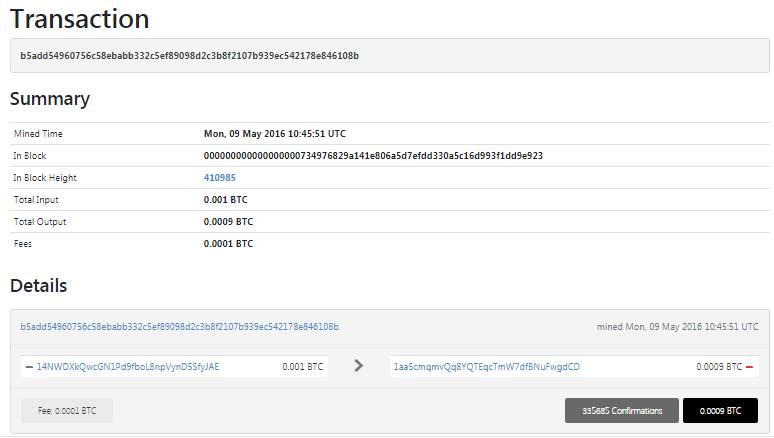 Transaction
b5add54960756c58ebabb332c5ef89098d2c3b8f2107b939ec542178e846108b
Summary
Mined Time Mon, 09 May 2016 10:45:51 UTC
In Block 00000000000000000734976829a141e806a5d7efdd330a5c16d993f1dd9e923
In Block Height 410985
Total Input 0.001 BTC
Total Output 0.0009 BTC
Fees 0.0001 BTC
Details
b5add54960756c58ebabb332c5ef89098d2c3b8f2107b939ec542178e846108b mined Mon, 09 May 2016 10:45:51 UTC
14NWDXkQwcGN1Pd9fboL8npVynD5SfyJAE 0.001 BTC 1aa5cmqmvQq8YQTEqcTmW7dfBNuFwgdCD 0.0009 BTC
Fee: 0.0001 BTC 335685 Confirmations 0.0009 BTC